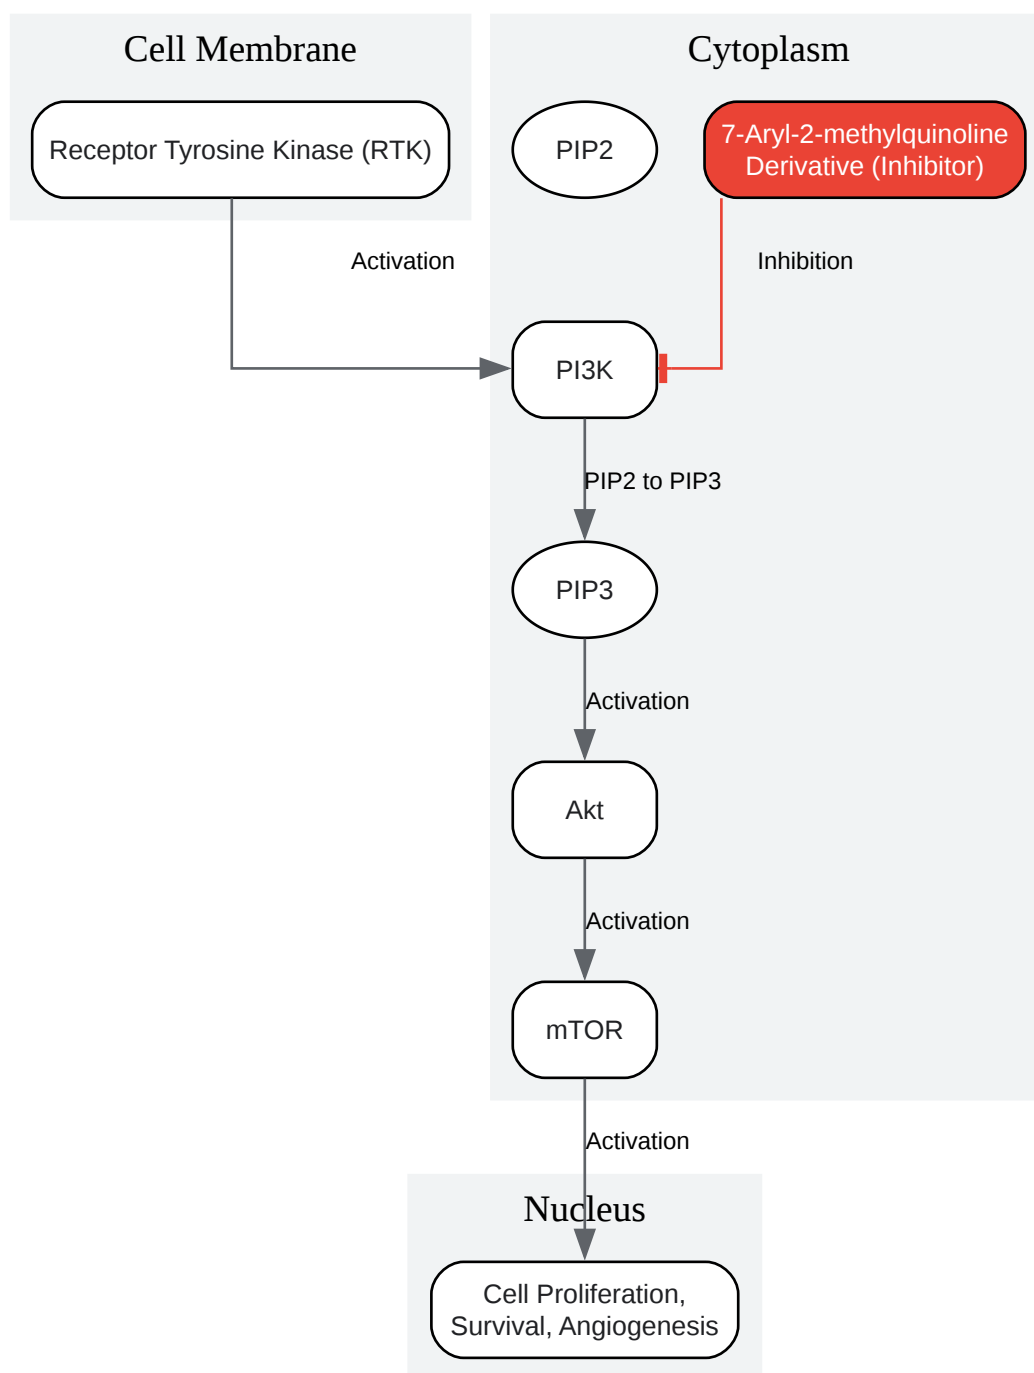 Cell Membrane
Cytoplasm
Receptor Tyrosine Kinase (RTK)
PIP2
7-Aryl-2-methylquinoline
Derivative (Inhibitor)
Activation
Inhibition
PI3K
PIP2 to PIP3
PIP3
Activation
Akt
Activation
mTOR
Activation
Nucleus
Cell Proliferation,
Survival, Angiogenesis